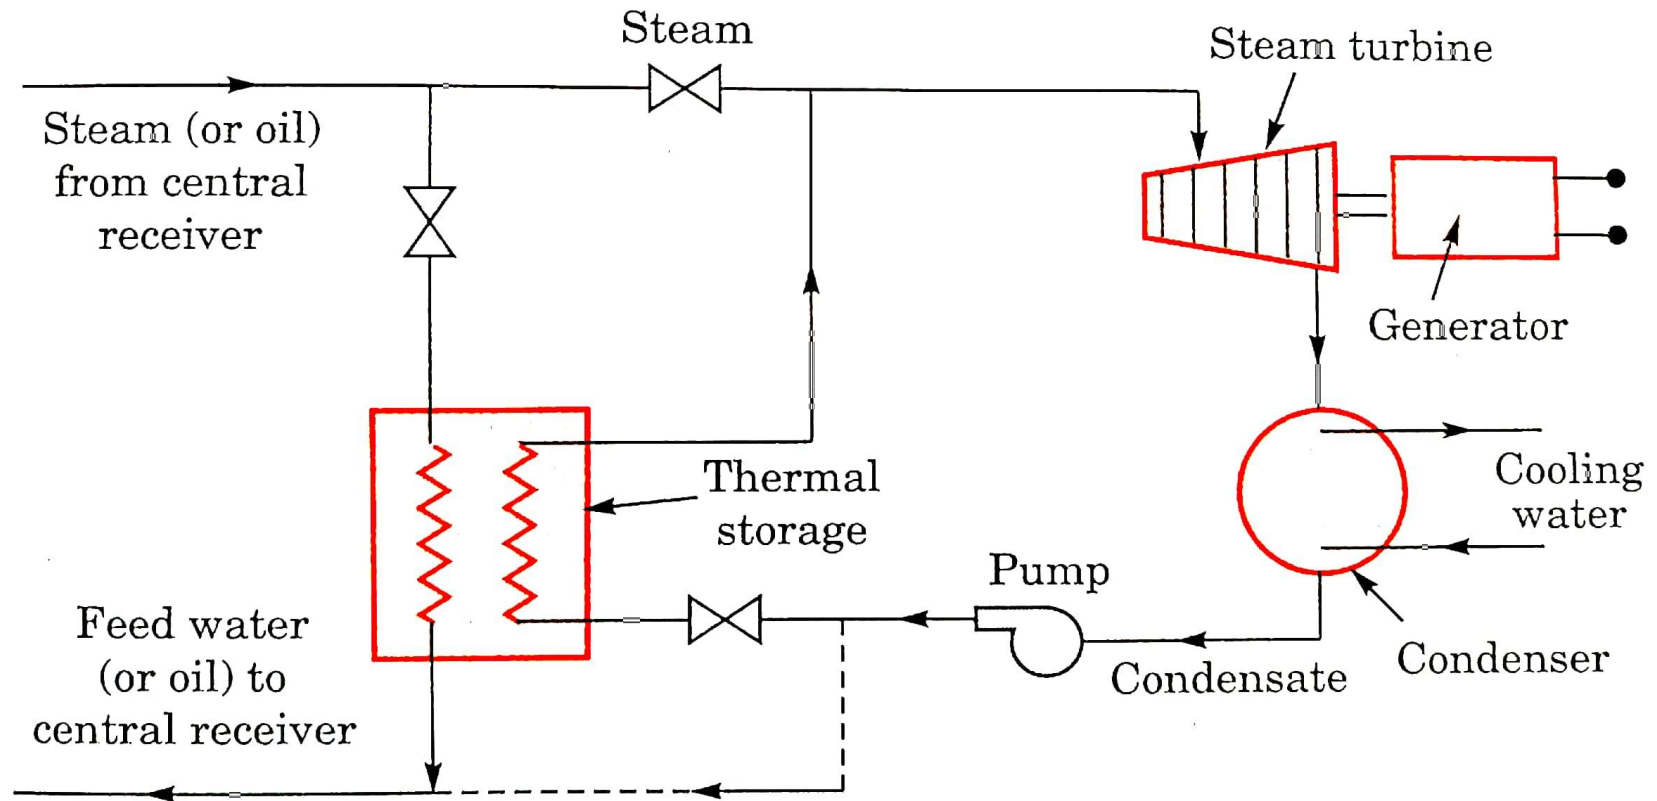 Steam
Steam turbine
Steam (or oil)
from central
receiver
Generator
Thermal
storage
Cooling
water
Pump
Feed water
(or oil) to
central receiver
Condensate
Condenser